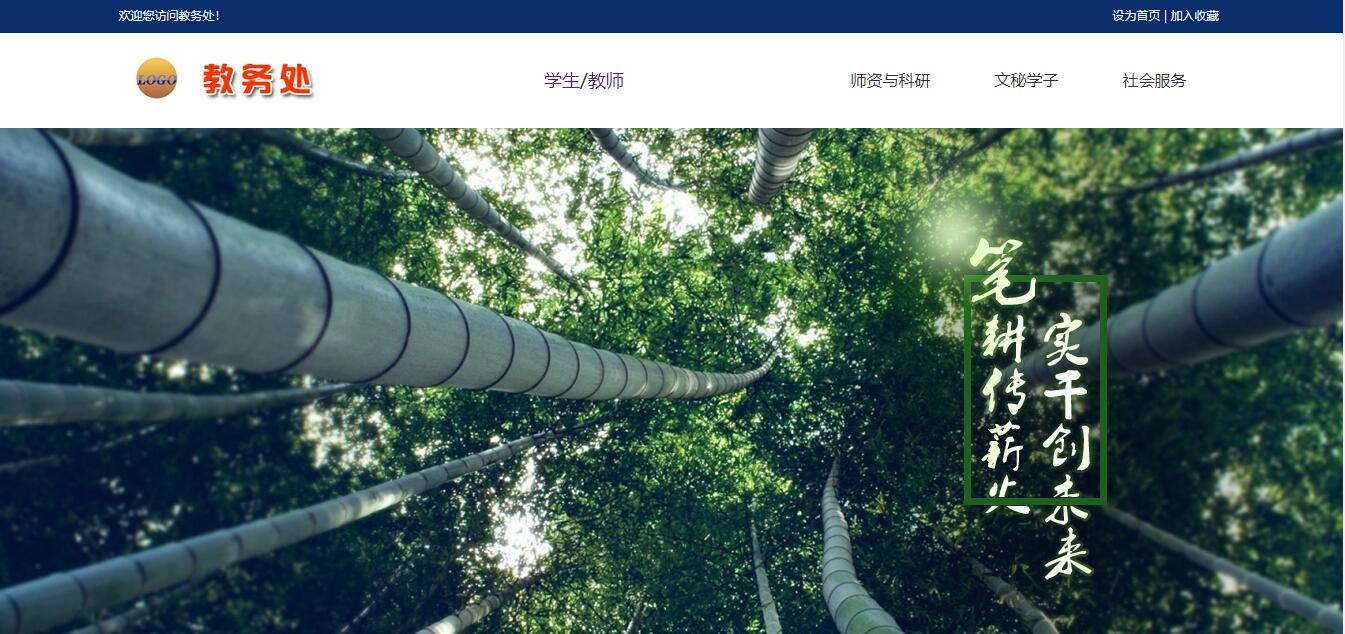 欢迎您访问教务处!
设为首页 | 加入收藏
LOGO 教务处
学生/教师
师资与科研
文秘学子
社会服务
笔耕传薪火
实干创未来